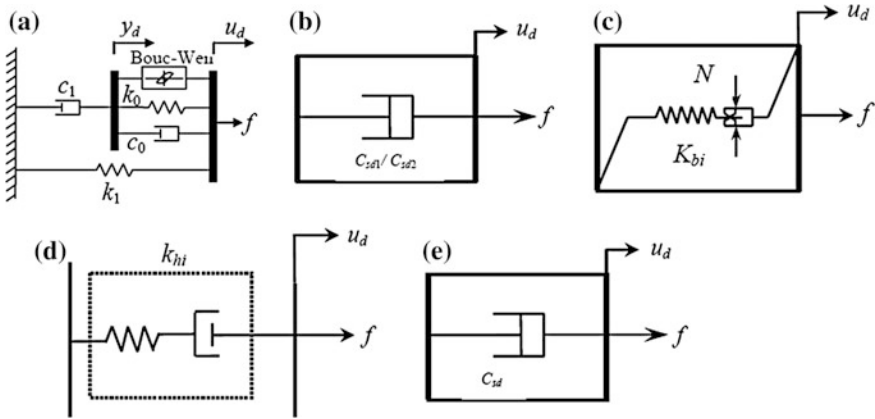 (a)
y_d
u_d
Bouc-Wen
c_1
k_0
c_0
f
k_1
(b)
u_d
f
C_sd1/ C_sd2
(c)
u_d
N
f
K_bi
(d)
k_hi
u_d
f
(e)
u_d
f
C_sd